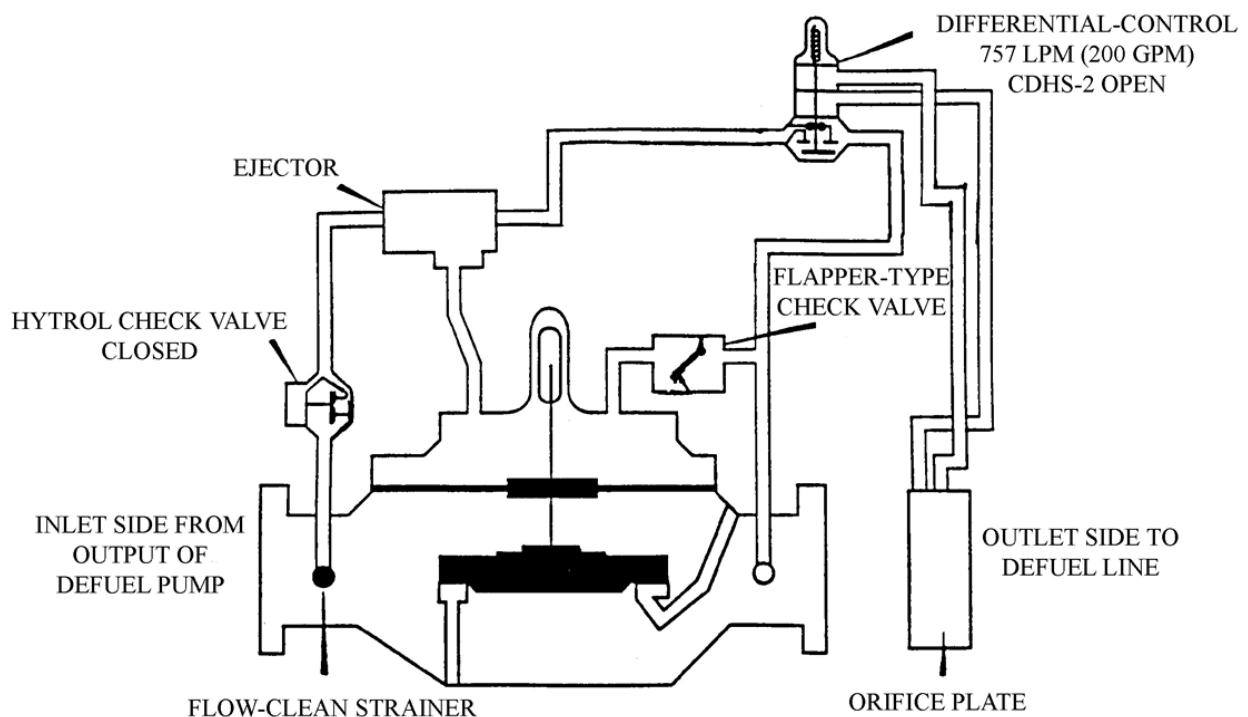 DIFFERENTIAL-CONTROL
757 LPM (200 GPM)
CDHS-2 OPEN
EJECTOR
FLAPPER-TYPE
CHECK VALVE
HYTROL CHECK VALVE
CLOSED
INLET SIDE FROM
OUTPUT OF
DEFUEL PUMP
OUTLET SIDE TO
DEFUEL LINE
FLOW-CLEAN STRAINER
ORIFICE PLATE